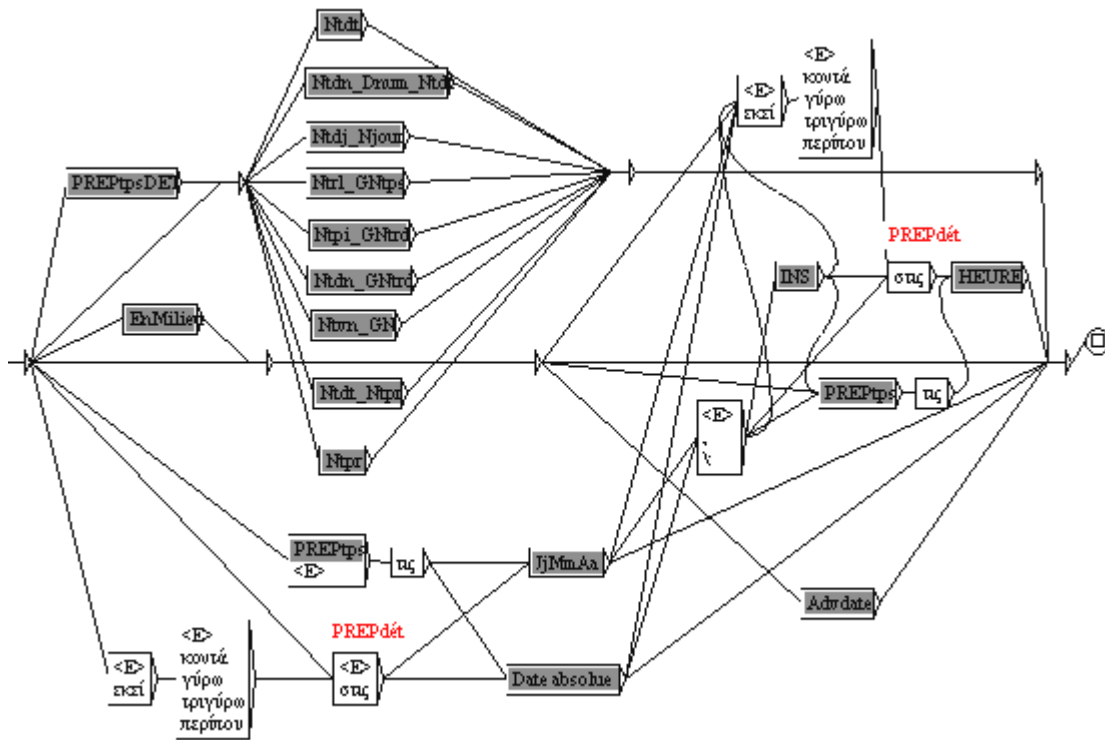 Ntdt
<E>
κοντά
γύρω
τριγύρω
περίπου
<E>
εκεί
Ntdn_Dnum_Ntd
Ntdj_Njour
PREPtpsDET
Ntrl_GNtps
Ntpi_GNtrd
PREPdét
Ntdn_GNtrd
INS
στις
HEURE
EnMilieu
Ntvn_GN
Ntdt_Ntpr
PREPtps
τις
<E>
,
Ntpr
PREPtps
<E>
τις
JjMmAa
Advdate
PREPdét
<E>
εκεί
<E>
κοντά
γύρω
τριγύρω
περίπου
<E>
στις
Date absolue